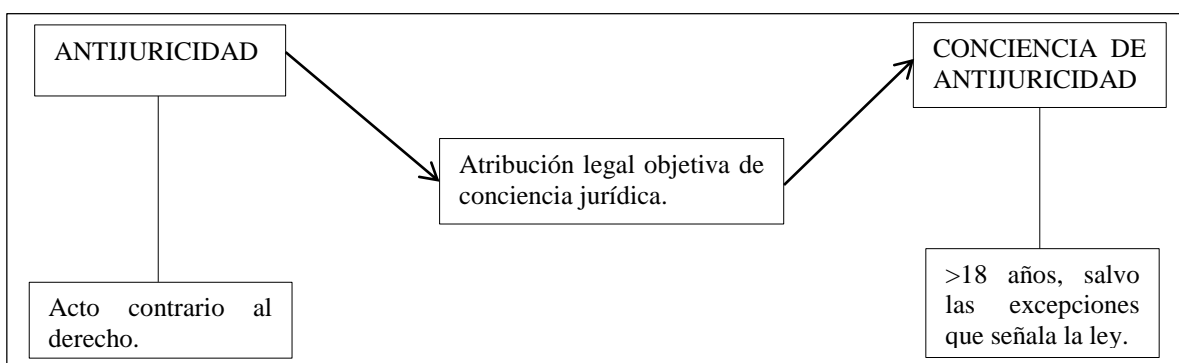 ANTIJURICIDAD
CONCIENCIA DE
ANTIJURICIDAD
Atribución legal objetiva de
conciencia jurídica.
Acto contrario al
derecho.
>18 años, salvo
las excepciones
que señala la ley.